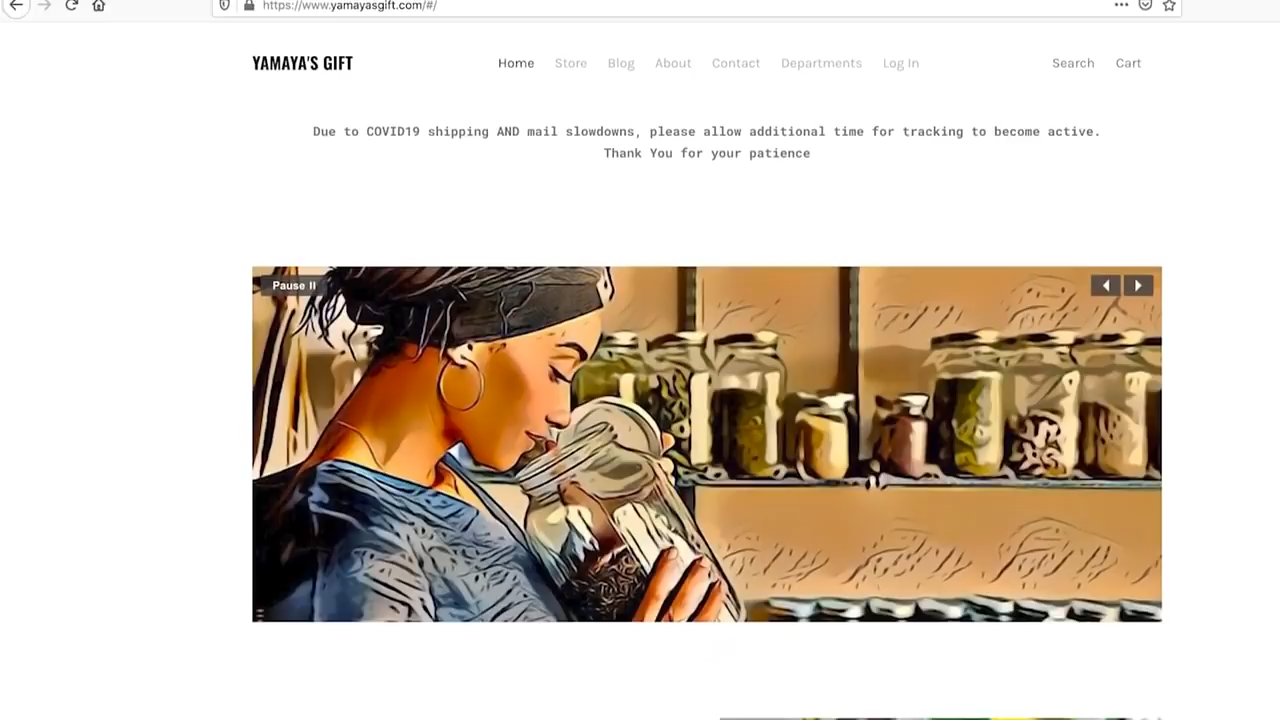 https://www.yamayasgift.com/#/
YAMAYA'S GIFT
Home Store Blog About Contact Departments Log In
Search Cart
Due to COVID19 shipping AND mail slowdowns, please allow additional time for tracking to become active.
Thank You for your patience
Pause